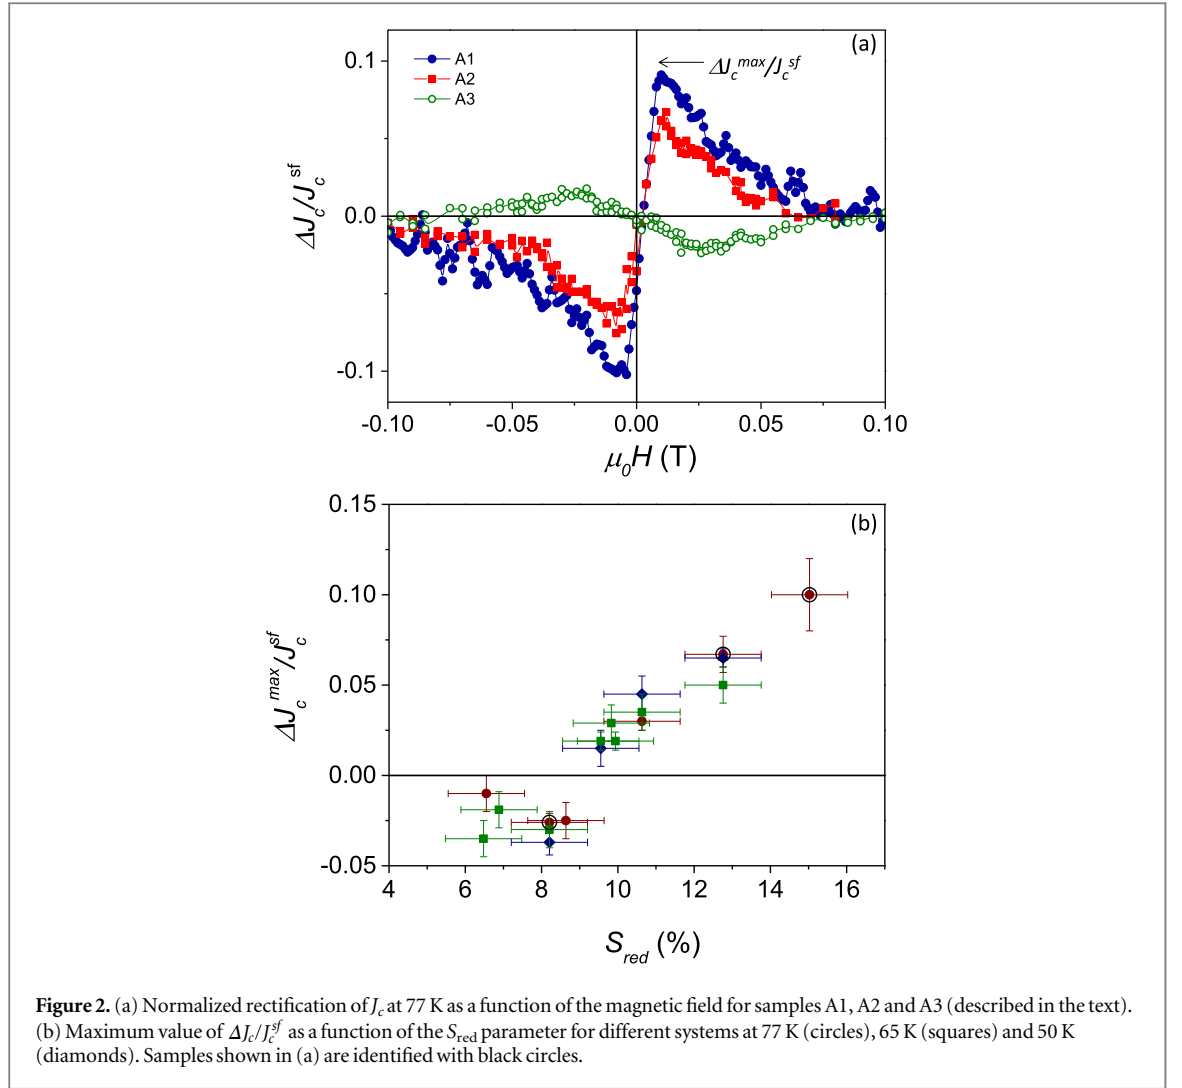 (a)
A1
A2
A3
ΔJc^max/Jc^sf
0.1
0.0
-0.1
ΔJc/Jc^sf
-0.10
-0.05
0.00
0.05
0.10
μ0H (T)
(b)
0.15
0.10
0.05
0.00
-0.05
ΔJc^max/Jc^sf
4
6
8
10
12
14
16
Sred (%)
Figure 2. (a) Normalized rectification of Jc at 77 K as a function of the magnetic field for samples A1, A2 and A3 (described in the text).
(b) Maximum value of ΔJc/Jc^sf as a function of the Sred parameter for different systems at 77 K (circles), 65 K (squares) and 50 K
(diamonds). Samples shown in (a) are identified with black circles.